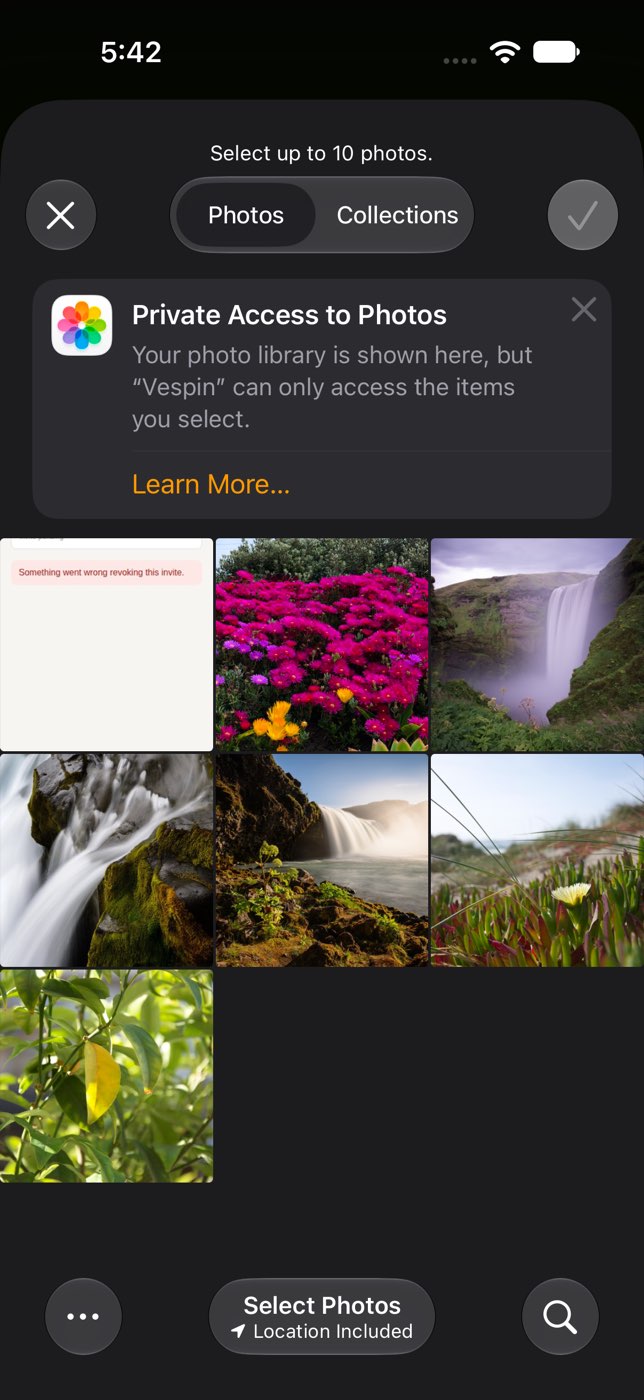 5:42
Select up to 10 photos.
Photos
Collections
Private Access to Photos
Your photo library is shown here, but
“Vespin” can only access the items
you select.
Learn More...
Something went wrong revoking this invite.
Select Photos
Location Included